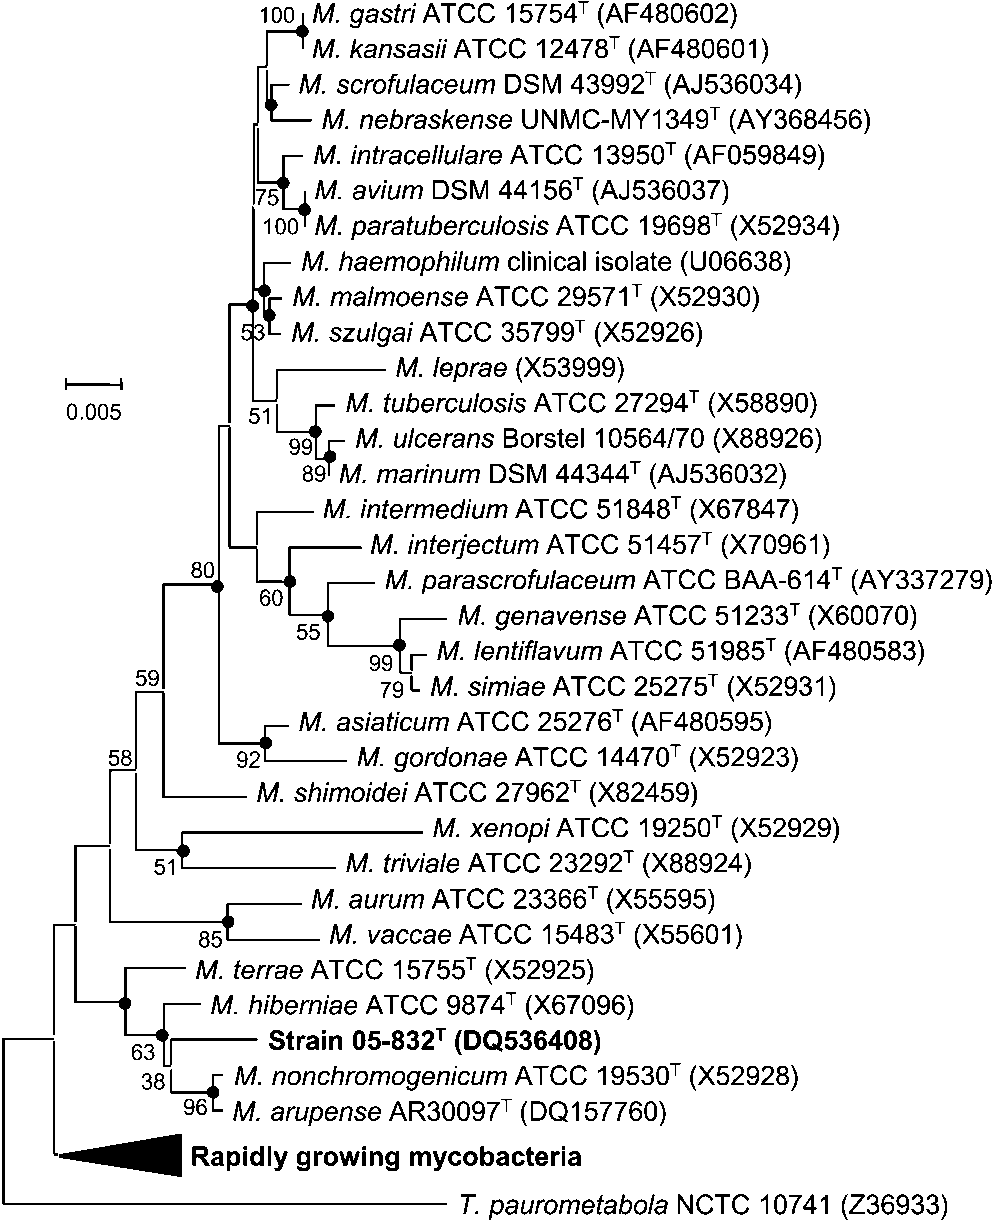 100 M. gastri ATCC 15754ᵀ (AF480602)
M. kansasii ATCC 12478ᵀ (AF480601)
M. scrofulaceum DSM 43992ᵀ (AJ536034)
M. nebraskense UNMC-MY1349ᵀ (AY368456)
M. intracellulare ATCC 13950ᵀ (AF059849)
75 M. avium DSM 44156ᵀ (AJ536037)
100 M. paratuberculosis ATCC 19698ᵀ (X52934)
M. haemophilum clinical isolate (U06638)
M. malmoense ATCC 29571ᵀ (X52930)
53 M. szulgai ATCC 35799ᵀ (X52926)
M. leprae (X53999)
0.005
51 M. tuberculosis ATCC 27294ᵀ (X58890)
99 M. ulcerans Borstel 10564/70 (X88926)
89 M. marinum DSM 44344ᵀ (AJ536032)
M. intermedium ATCC 51848ᵀ (X67847)
M. interjectum ATCC 51457ᵀ (X70961)
80 M. parascrofulaceum ATCC BAA-614ᵀ (AY337279)
60
M. genavense ATCC 51233ᵀ (X60070)
55
M. lentiflavum ATCC 51985ᵀ (AF480583)
99
59
79 M. simiae ATCC 25275ᵀ (X52931)
M. asiaticum ATCC 25276ᵀ (AF480595)
58 92 M. gordonae ATCC 14470ᵀ (X52923)
M. shimoidei ATCC 27962ᵀ (X82459)
M. xenopi ATCC 19250ᵀ (X52929)
51 M. triviale ATCC 23292ᵀ (X88924)
M. aurum ATCC 23366ᵀ (X55595)
85 M. vaccae ATCC 15483ᵀ (X55601)
M. terrae ATCC 15755ᵀ (X52925)
M. hiberniae ATCC 9874ᵀ (X67096)
Strain 05-832ᵀ (DQ536408)
63
38 M. nonchromogenicum ATCC 19530ᵀ (X52928)
96 M. arupense AR30097ᵀ (DQ157760)
Rapidly growing mycobacteria
T. paurometabola NCTC 10741 (Z36933)